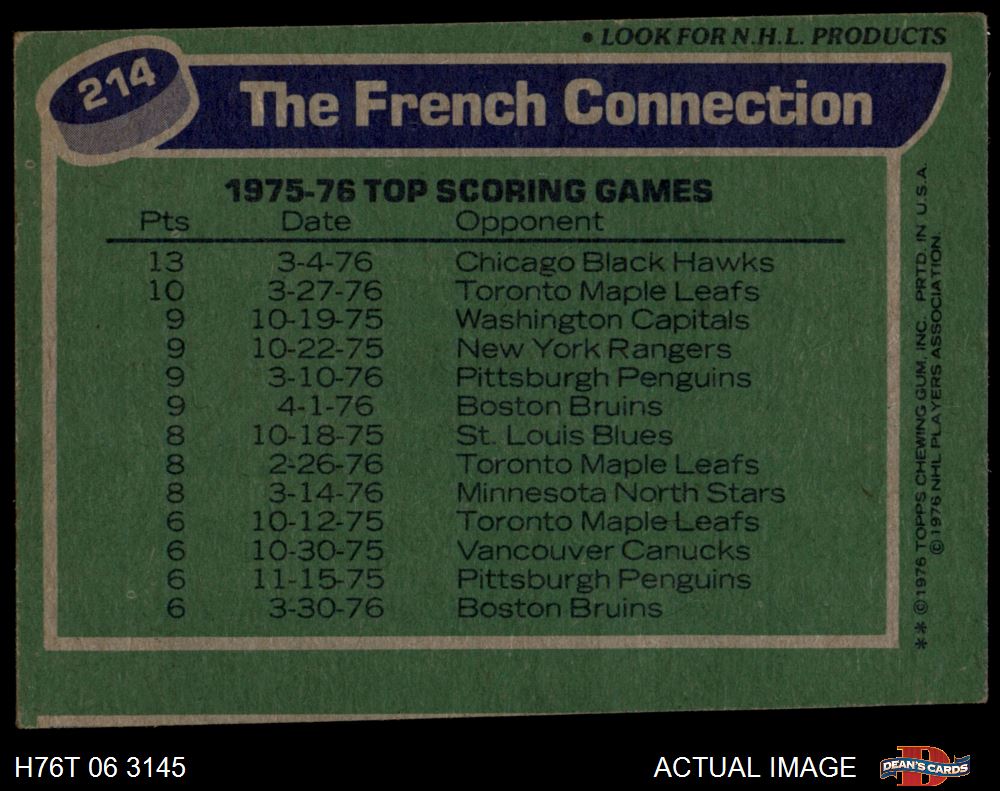 • LOOK FOR N.H.L. PRODUCTS
214
The French Connection
1975-76 TOP SCORING GAMES
Pts Date Opponent
13 3-4-76 Chicago Black Hawks
10 3-27-76 Toronto Maple Leafs
9 10-19-75 Washington Capitals
9 10-22-75 New York Rangers
9 3-10-76 Pittsburgh Penguins
9 4-1-76 Boston Bruins
8 10-18-75 St. Louis Blues
8 2-26-76 Toronto Maple Leafs
8 3-14-76 Minnesota North Stars
6 10-12-75 Toronto Maple Leafs
6 10-30-75 Vancouver Canucks
6 11-15-75 Pittsburgh Penguins
6 3-30-76 Boston Bruins
** © 1976 TOPPS CHEWING GUM, INC. PRTD. IN U.S.A.
© 1976 NHL PLAYERS ASSOCIATION.
H76T 06 3145
ACTUAL IMAGE
DEAN'S CARDS